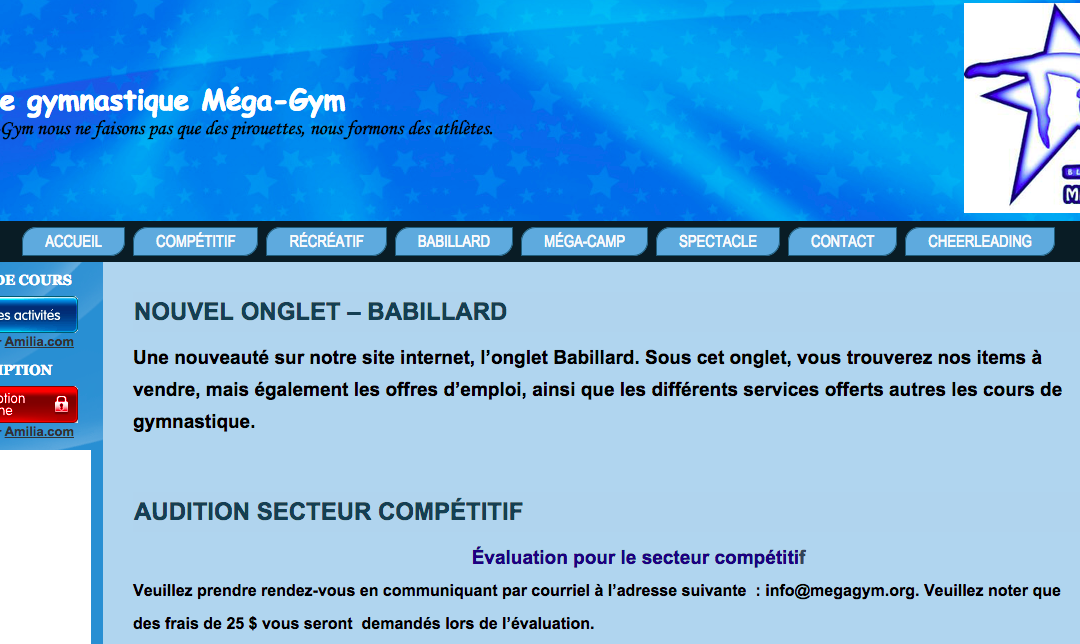 e gymnastique Méga-Gym
Gym nous ne faisons pas que des pirouettes, nous formons des athlètes.
ACCUEIL COMPÉTITIF RÉCRÉATIF BABILLARD MÉGA-CAMP SPECTACLE CONTACT CHEERLEADING
DE COURS
es activités
Amilia.com
IPTION
otion
ne
Amilia.com
NOUVEL ONGLET – BABILLARD
Une nouveauté sur notre site internet, l’onglet Babillard. Sous cet onglet, vous trouverez nos items à
vendre, mais également les offres d’emploi, ainsi que les différents services offerts autres les cours de
gymnastique.
AUDITION SECTEUR COMPÉTITIF
Évaluation pour le secteur compétitif
Veuillez prendre rendez-vous en communiquant par courriel à l’adresse suivante  : info@megagym.org. Veuillez noter que
des frais de 25 $ vous seront  demandés lors de l’évaluation.